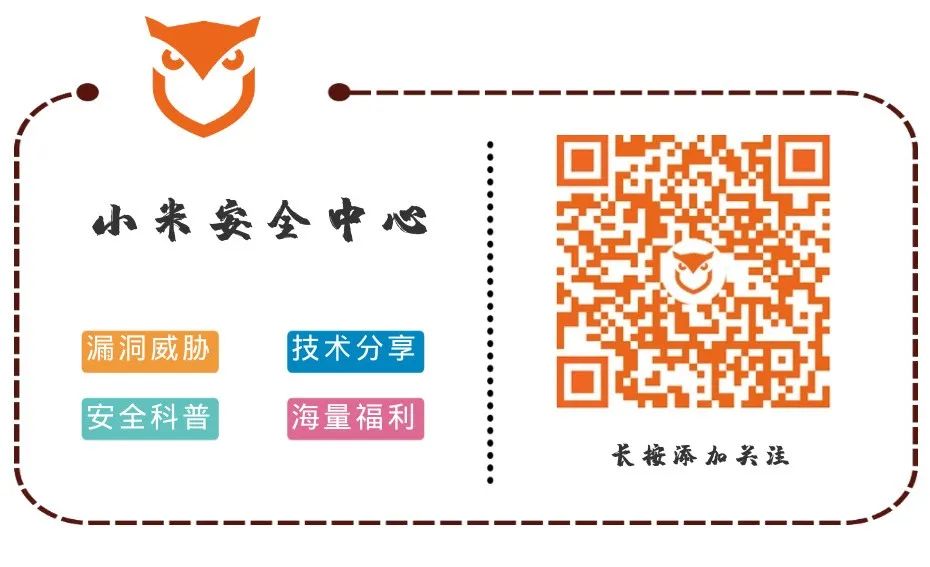 小米安全中心
漏洞威胁
技术分享
安全科普
海量福利
长按添加关注